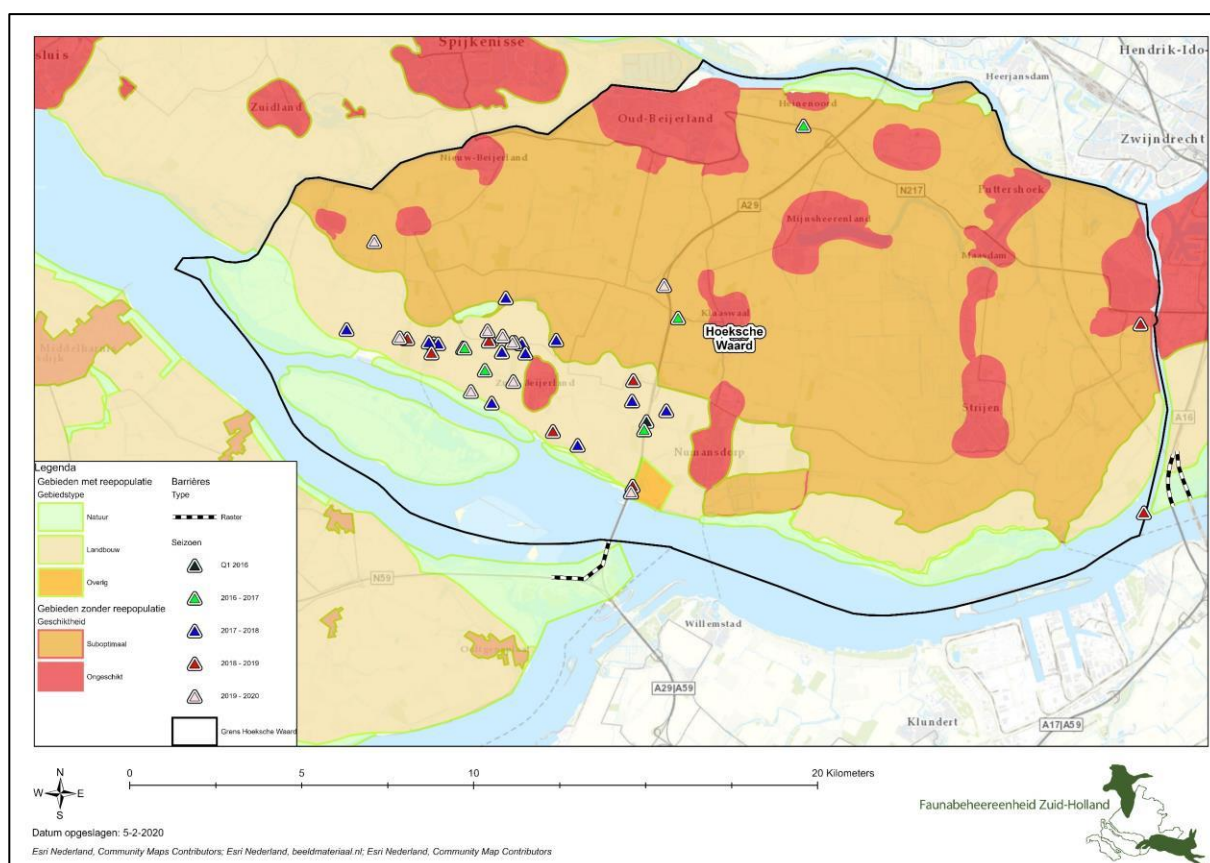 Spijkenisse
sluis
Hendrik-Ido-
Heerjansdam
Zuidland
Heinenoord
Oud-Beijerland
Zwijndrecht
Nieuw-Beijerland
N217
Puttershoek
A29
Mijnsheerenland
Maasdam
Klaaswaal
Hoeksche
Waard
Middelharnis
Zuid-Beijerland
Strijen
A16
Numansdorp
N59
Willemstad
A29|A59
Klundert
A17|A59
Legenda
Gebieden met reepopulatie
Gebiedstype
Natuur
Landbouw
Overig
Gebieden zonder reepopulatie
Geschiktheid
Suboptimaal
Ongeschikt
Barrières
Type
Raster
Seizoen
Q1 2016
2016 - 2017
2017 - 2018
2018 - 2019
2019 - 2020
Grens Hoeksche Waard
N
W E
S
0 5 10 20 Kilometers
Faunabeheereenheid Zuid-Holland
Datum opgeslagen: 5-2-2020
Esri Nederland, Community Maps Contributors; Esri Nederland, beeldmateriaal.nl; Esri Nederland, Community Map Contributors